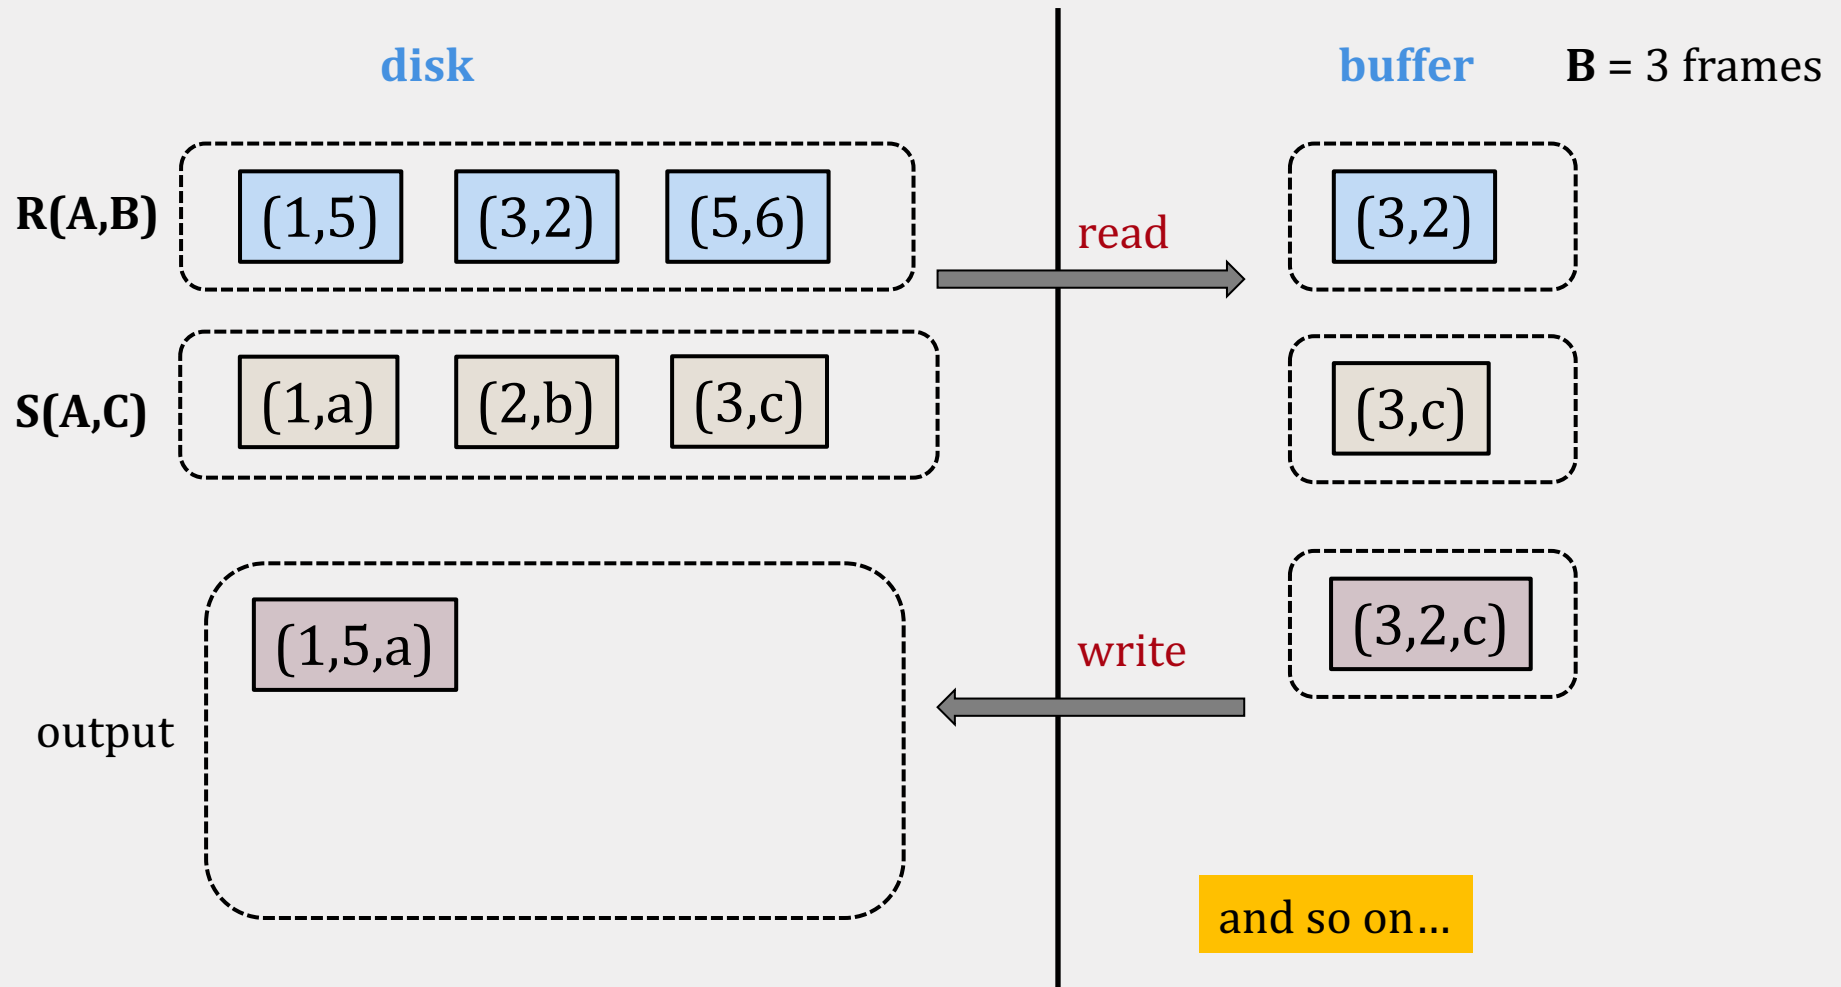 disk
buffer
B = 3 frames
R(A,B)
(1,5)
(3,2)
(5,6)
read
(3,2)
S(A,C)
(1,a)
(2,b)
(3,c)
(3,c)
output
(1,5,a)
write
(3,2,c)
and so on...